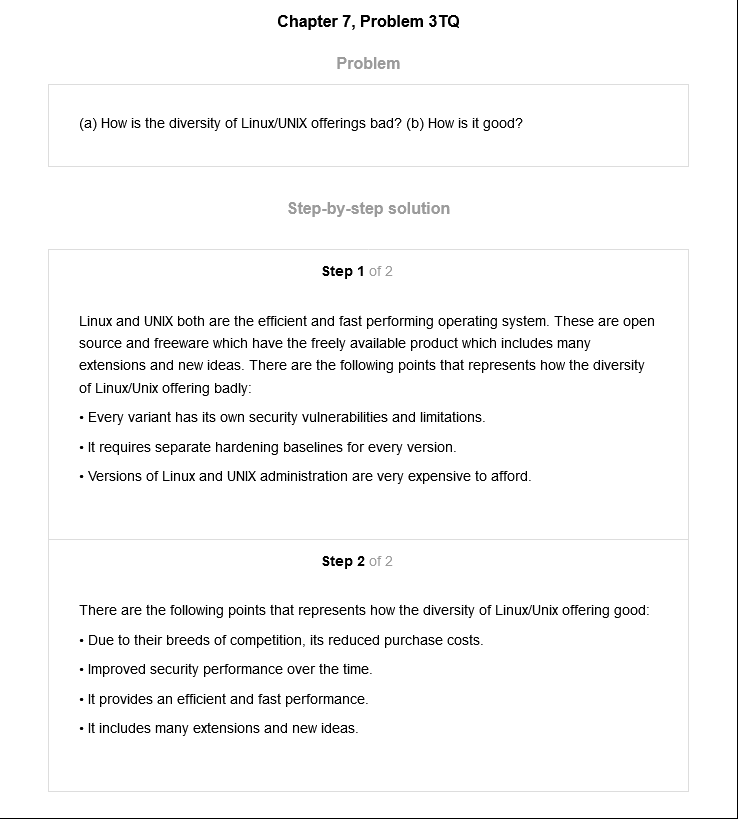 Chapter 7, Problem 3TQ
Problem
(a) How is the diversity of Linux/UNIX offerings bad? (b) How is it good?
Step-by-step solution
Step 1 of 2
Linux and UNIX both are the efficient and fast performing operating system. These are open
source and freeware which have the freely available product which includes many
extensions and new ideas. There are the following points that represents how the diversity
of Linux/Unix offering badly:
• Every variant has its own security vulnerabilities and limitations.
• It requires separate hardening baselines for every version.
• Versions of Linux and UNIX administration are very expensive to afford.
Step 2 of 2
There are the following points that represents how the diversity of Linux/Unix offering good:
• Due to their breeds of competition, its reduced purchase costs.
• Improved security performance over the time.
• It provides an efficient and fast performance.
• It includes many extensions and new ideas.